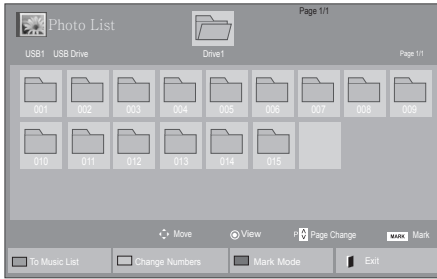 Page 1/1
Photo List
USB1 USB Drive Drive1 Page 1/1
001 002 003 004 005 006 007 008 009
010 011 012 013 014 015
Move View P Page Change MARK Mark
To Music List Change Numbers Mark Mode Exit